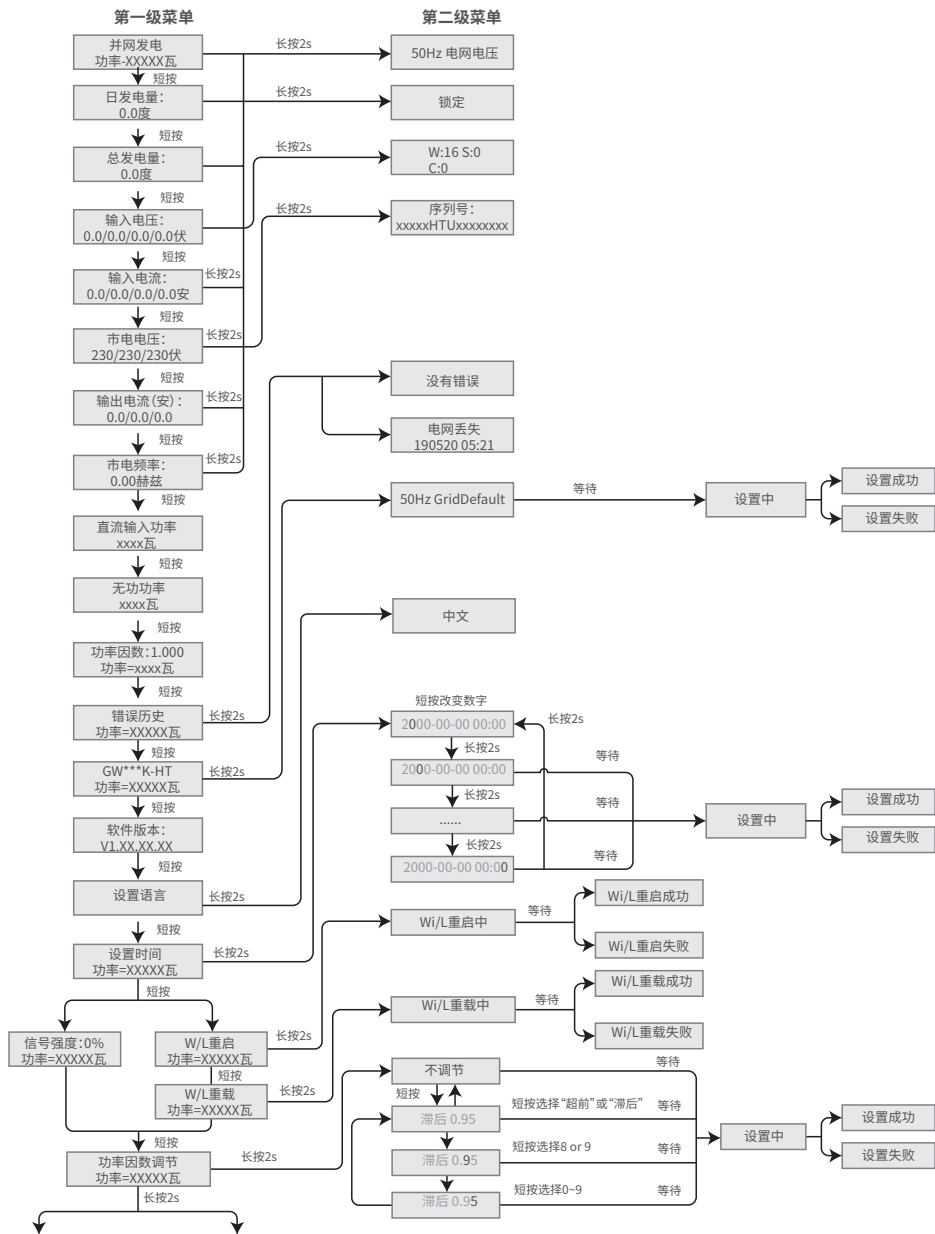 第一级菜单
第二级菜单
并网发电
功率-XXXXX瓦
长按2s
50Hz 电网电压
短按
日发电量：
0.0度
长按2s
锁定
短按
总发电量：
0.0度
长按2s
W:16 S:0
C:0
短按
输入电压：
0.0/0.0/0.0/0.0伏
长按2s
序列号：
xxxxxHTUxxxxxxxx
短按
输入电流：
0.0/0.0/0.0/0.0安
长按2s
短按
市电电压：
230/230/230伏
长按2s
短按
没有错误
输出电流（安）：
0.0/0.0/0.0
长按2s
电网丢失
190520 05:21
短按
市电频率：
0.00赫兹
长按2s
短按
50Hz GridDefault
等待
设置中
设置成功
设置失败
直流输入功率
xxxx瓦
短按
无功功率
xxxx瓦
中文
短按
功率因数:1.000
功率=xxxx瓦
短按
错误历史
功率=XXXXX瓦
长按2s
短按改变数字
2000-00-00 00:00
长按2s
短按
长按2s
GW***K-HT
功率=XXXXX瓦
长按2s
2000-00-00 00:00
等待
短按
长按2s
软件版本：
V1.XX.XX.XX
......
等待
设置中
设置成功
设置失败
短按
长按2s
2000-00-00 00:00
等待
设置语言
长按2s
短按
Wi/L重启中
等待
Wi/L重启成功
Wi/L重启失败
设置时间
功率=XXXXX瓦
长按2s
短按
Wi/L重载中
等待
Wi/L重载成功
Wi/L重载失败
信号强度:0%
功率=XXXXX瓦
W/L重启
功率=XXXXX瓦
长按2s
短按
W/L重载
功率=XXXXX瓦
长按2s
不调节
等待
短按
滞后 0.95
短按选择“超前”或“滞后”
等待
设置中
设置成功
设置失败
短按
功率因数调节
功率=XXXXX瓦
长按2s
滞后 0.95
短按选择8 or 9
等待
长按2s
滞后 0.95
短按选择0~9
等待